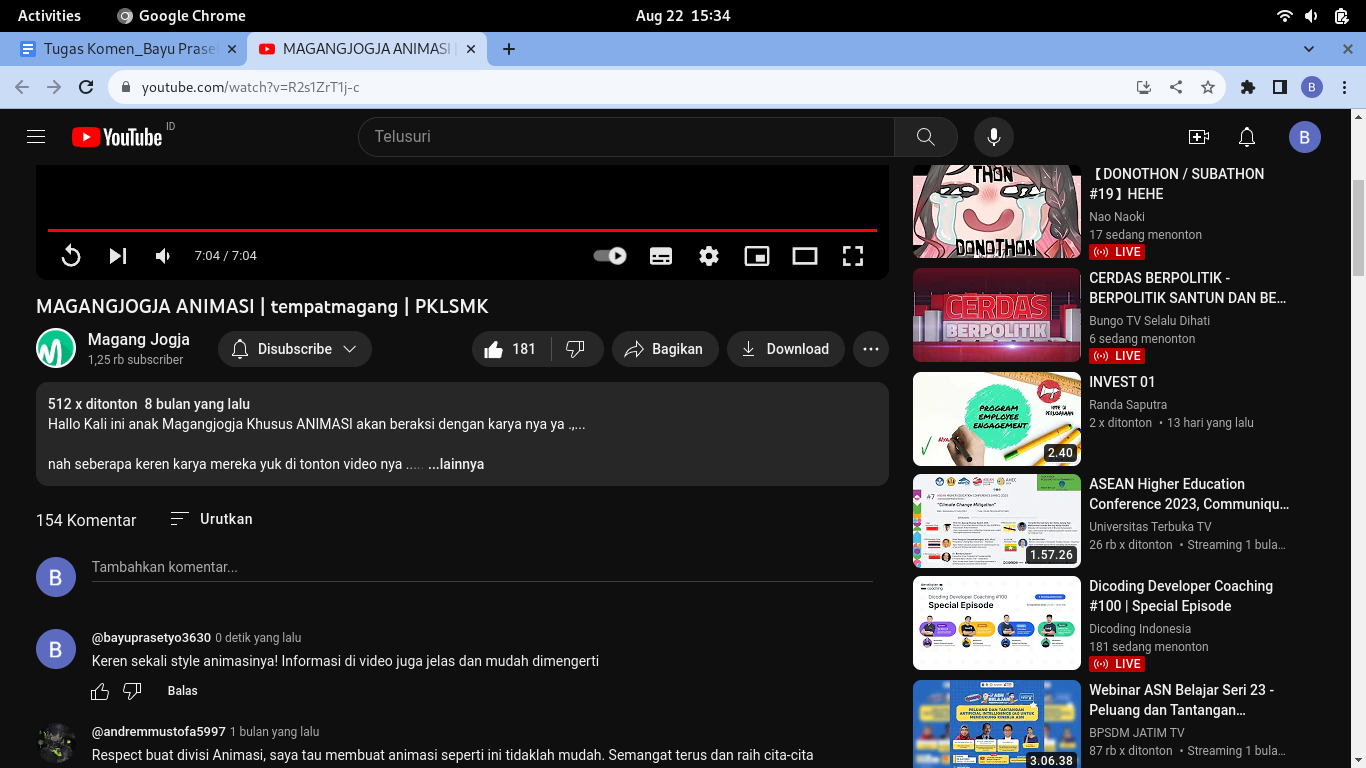 Activities
Google Chrome
Aug 22 15:34
Tugas Komen_Bayu Prase
MAGANGJOGJA ANIMASI |
youtube.com/watch?v=R2s1ZrT1j-c
B
YouTube ID
Telusuri
B
7:04 / 7:04
MAGANGJOGJA ANIMASI | tempatmagang | PKLSMK
Magang Jogja
1,25 rb subscriber
Disubscribe
181
Bagikan
Download
512 x ditonton 8 bulan yang lalu
Hallo Kali ini anak Magangjogja Khusus ANIMASI akan beraksi dengan karya nya ya .,...
nah seberapa keren karya mereka yuk di tonton video nya ..... ...lainnya
154 Komentar
Urutkan
B
Tambahkan komentar...
B
@bayuprasetyo3630 0 detik yang lalu
Keren sekali style animasinya! Informasi di video juga jelas dan mudah dimengerti
Balas
@andremmustofa5997 1 bulan yang lalu
Respect buat divisi Animasi, saya tau membuat animasi seperti ini tidaklah mudah. Semangat terus dan raih cita-cita
THON
DONOTHON
【DONOTHON / SUBATHON
#19】HEHE
Nao Naoki
17 sedang menonton
LIVE
CERDAS
BERPOLITIK
CERDAS BERPOLITIK -
BERPOLITIK SANTUN DAN BE...
Bungo TV Selalu Dihati
6 sedang menonton
LIVE
PROGRAM
EMPLOYEE
ENGAGEMENT
2.40
INVEST 01
Randa Saputra
2 x ditonton • 13 hari yang lalu
#7
"Climate Change Mitigation"
1.57.26
ASEAN Higher Education
Conference 2023, Communiqu...
Universitas Terbuka TV
26 rb x ditonton • Streaming 1 bula...
Dicoding Developer Coaching #100
Special Episode
Dicoding Developer Coaching
#100 | Special Episode
Dicoding Indonesia
181 sedang menonton
LIVE
PELUANG DAN TANTANGAN
3.06.38
Webinar ASN Belajar Seri 23 -
Peluang dan Tantangan...
BPSDM JATIM TV
87 rb x ditonton • Streaming 1 bula...